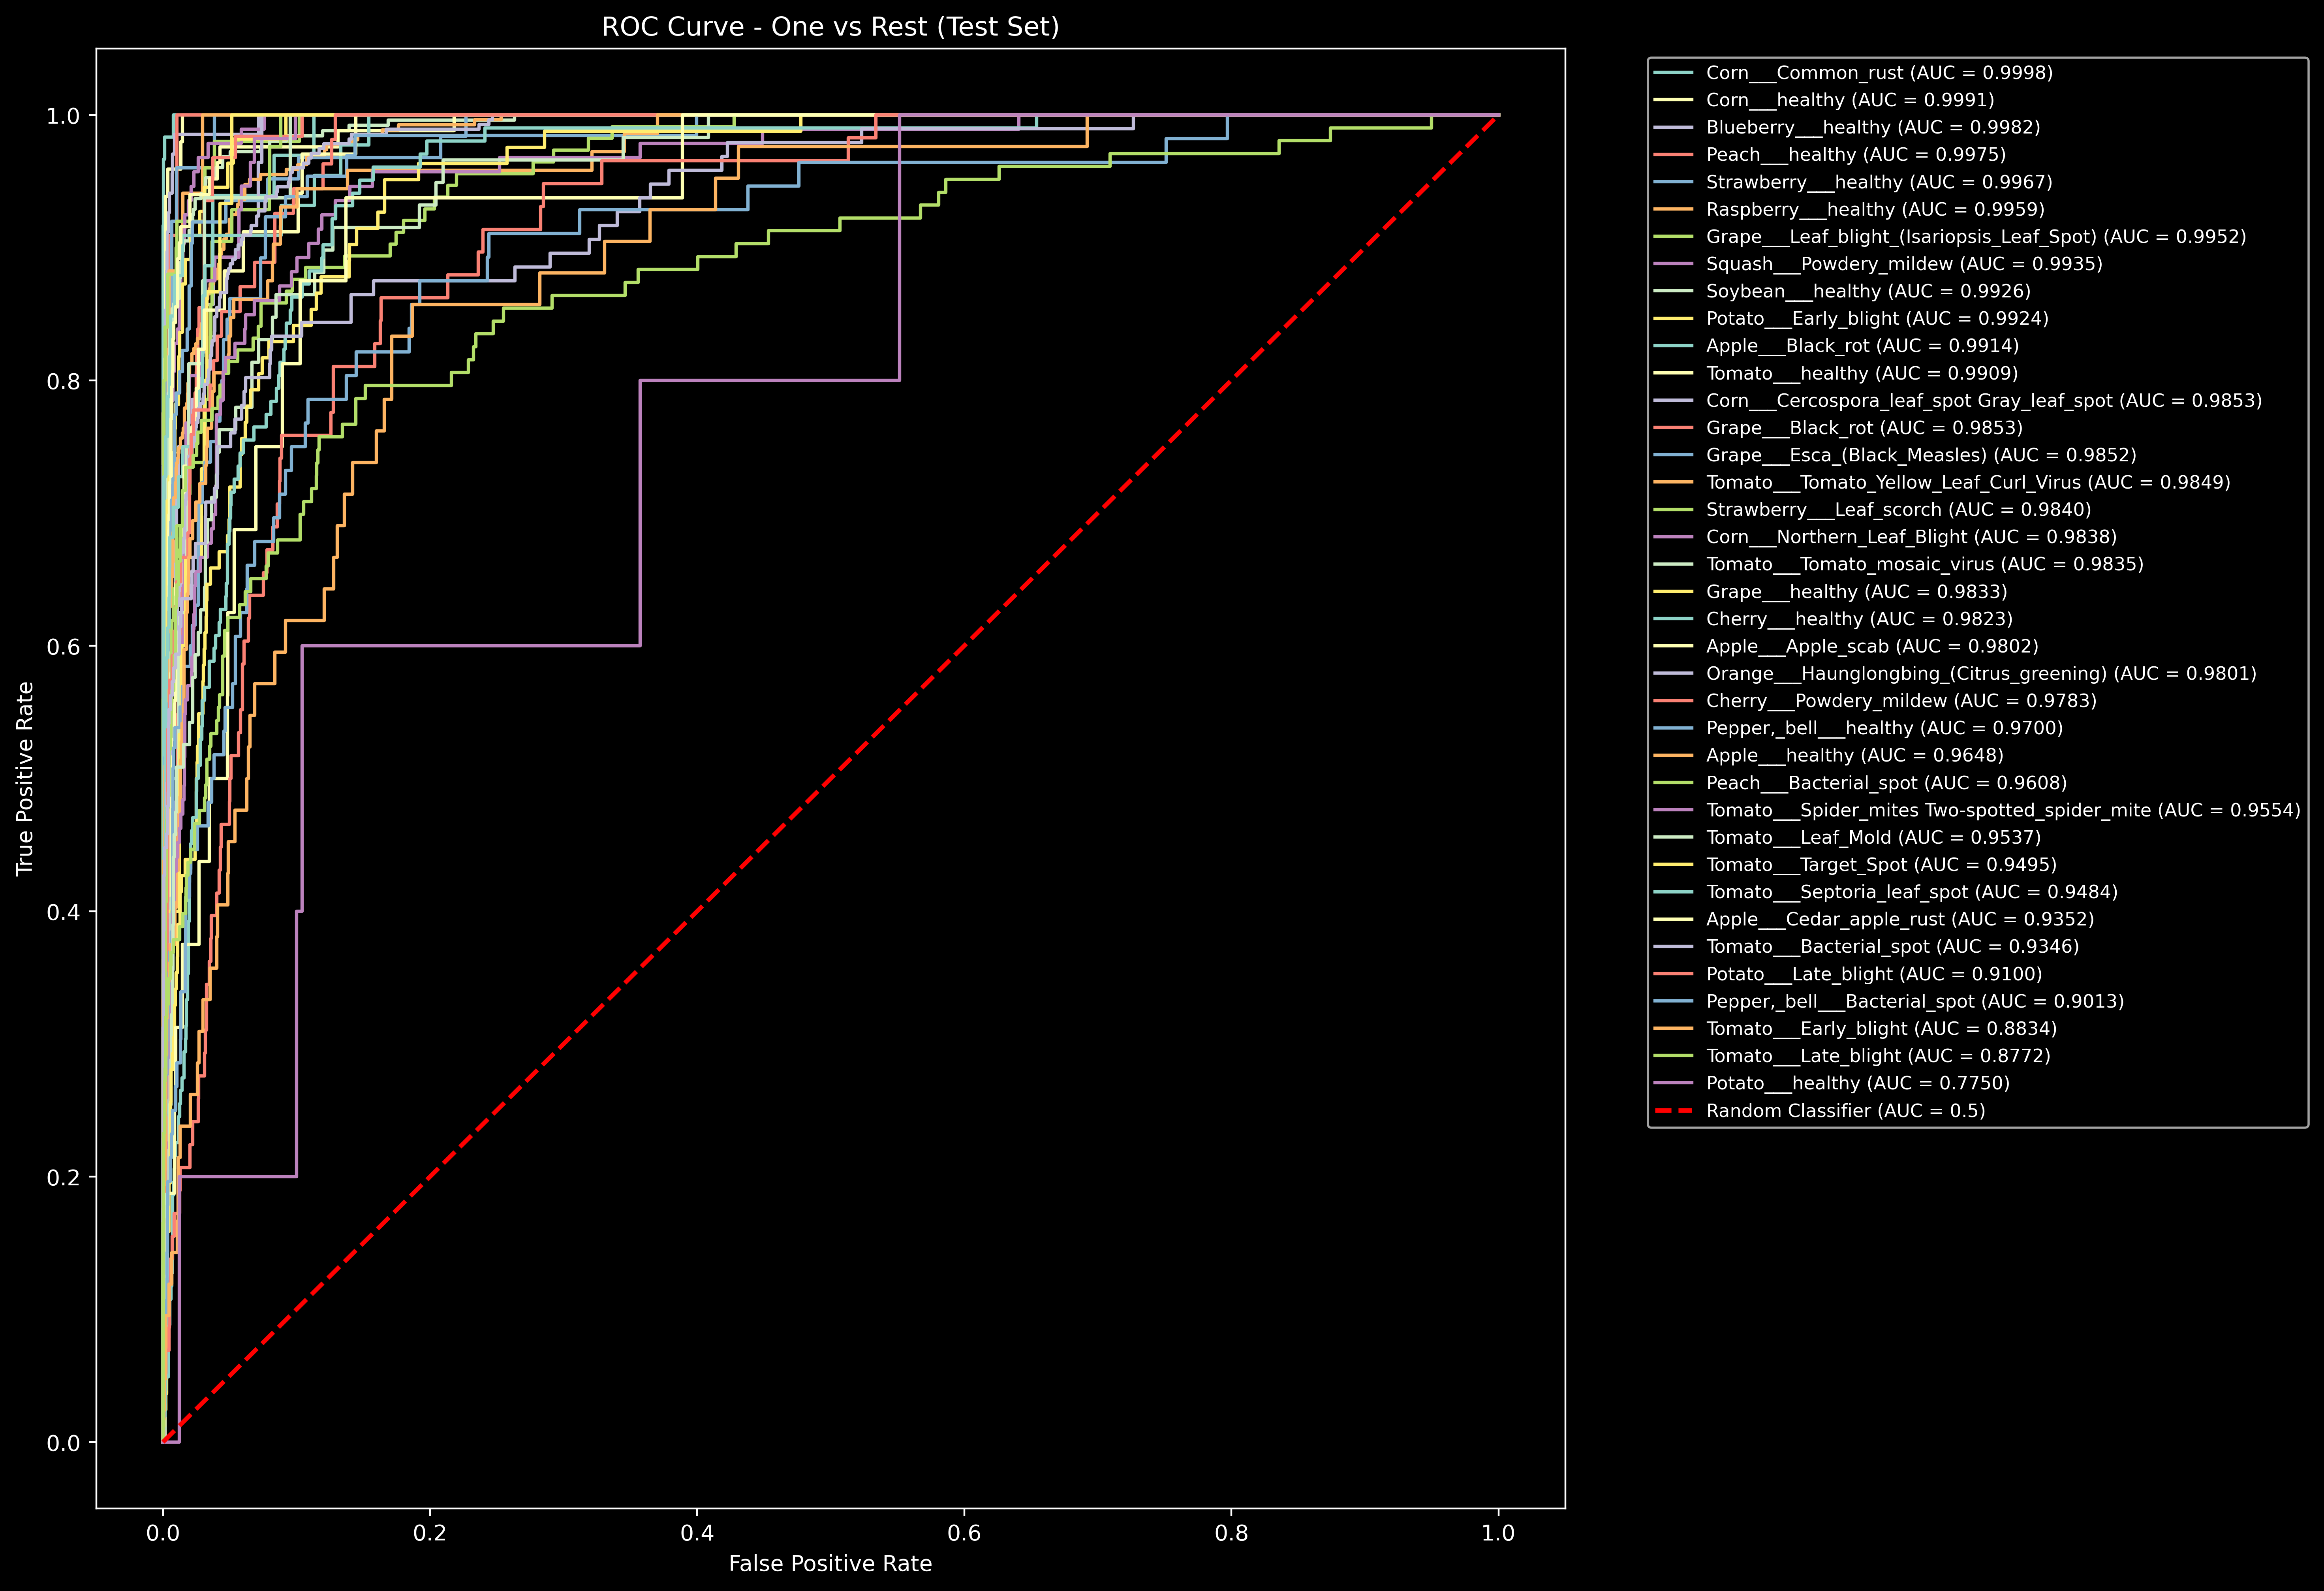 ROC Curve - One vs Rest (Test Set)
1.0
0.8
0.6
0.4
0.2
0.0
True Positive Rate
0.0 0.2 0.4 0.6 0.8 1.0
False Positive Rate
Corn___Common_rust (AUC = 0.9998)
Corn___healthy (AUC = 0.9991)
Blueberry___healthy (AUC = 0.9982)
Peach___healthy (AUC = 0.9975)
Strawberry___healthy (AUC = 0.9967)
Raspberry___healthy (AUC = 0.9959)
Grape___Leaf_blight_(Isariopsis_Leaf_Spot) (AUC = 0.9952)
Squash___Powdery_mildew (AUC = 0.9935)
Soybean___healthy (AUC = 0.9926)
Potato___Early_blight (AUC = 0.9924)
Apple___Black_rot (AUC = 0.9914)
Tomato___healthy (AUC = 0.9909)
Corn___Cercospora_leaf_spot Gray_leaf_spot (AUC = 0.9853)
Grape___Black_rot (AUC = 0.9853)
Grape___Esca_(Black_Measles) (AUC = 0.9852)
Tomato___Tomato_Yellow_Leaf_Curl_Virus (AUC = 0.9849)
Strawberry___Leaf_scorch (AUC = 0.9840)
Corn___Northern_Leaf_Blight (AUC = 0.9838)
Tomato___Tomato_mosaic_virus (AUC = 0.9835)
Grape___healthy (AUC = 0.9833)
Cherry___healthy (AUC = 0.9823)
Apple___Apple_scab (AUC = 0.9802)
Orange___Haunglongbing_(Citrus_greening) (AUC = 0.9801)
Cherry___Powdery_mildew (AUC = 0.9783)
Pepper,_bell___healthy (AUC = 0.9700)
Apple___healthy (AUC = 0.9648)
Peach___Bacterial_spot (AUC = 0.9608)
Tomato___Spider_mites Two-spotted_spider_mite (AUC = 0.9554)
Tomato___Leaf_Mold (AUC = 0.9537)
Tomato___Target_Spot (AUC = 0.9495)
Tomato___Septoria_leaf_spot (AUC = 0.9484)
Apple___Cedar_apple_rust (AUC = 0.9352)
Tomato___Bacterial_spot (AUC = 0.9346)
Potato___Late_blight (AUC = 0.9100)
Pepper,_bell___Bacterial_spot (AUC = 0.9013)
Tomato___Early_blight (AUC = 0.8834)
Tomato___Late_blight (AUC = 0.8772)
Potato___healthy (AUC = 0.7750)
Random Classifier (AUC = 0.5)